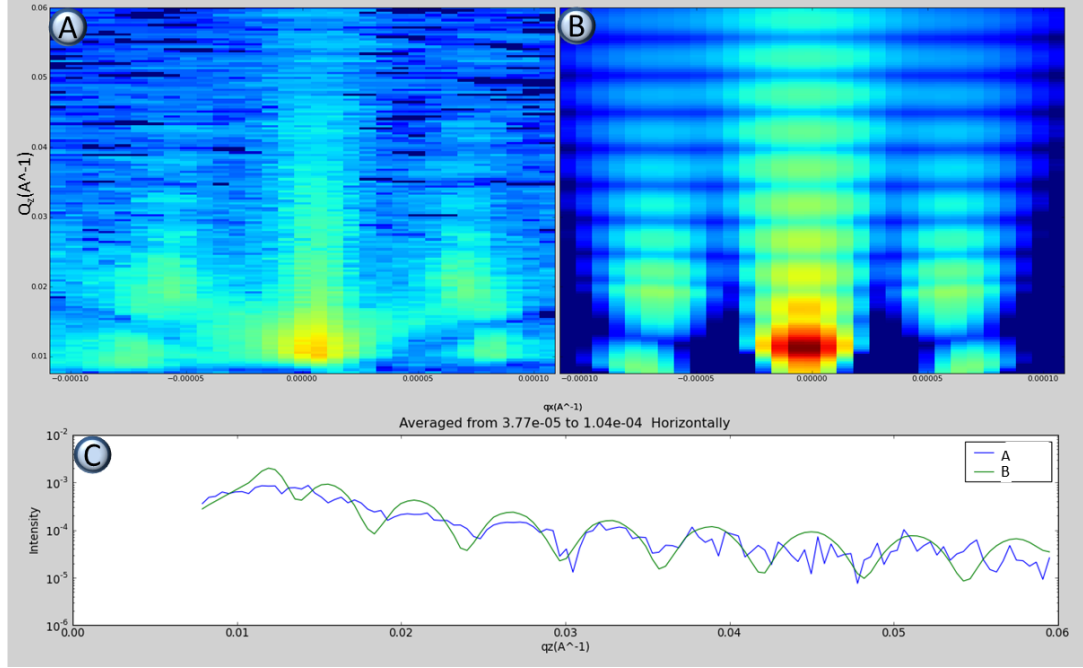 A
B
0.06
0.05
0.04
0.03
0.02
0.01
Q_z(A^-1)
−0.00010 −0.00005 0.00000 0.00005 0.00010
−0.00010 −0.00005 0.00000 0.00005 0.00010
qx(A^-1)
Averaged from 3.77e-05 to 1.04e-04 Horizontally
C
10^-2
10^-3
10^-4
10^-5
10^-6
Intensity
A
B
0.00 0.01 0.02 0.03 0.04 0.05 0.06
qz(A^-1)